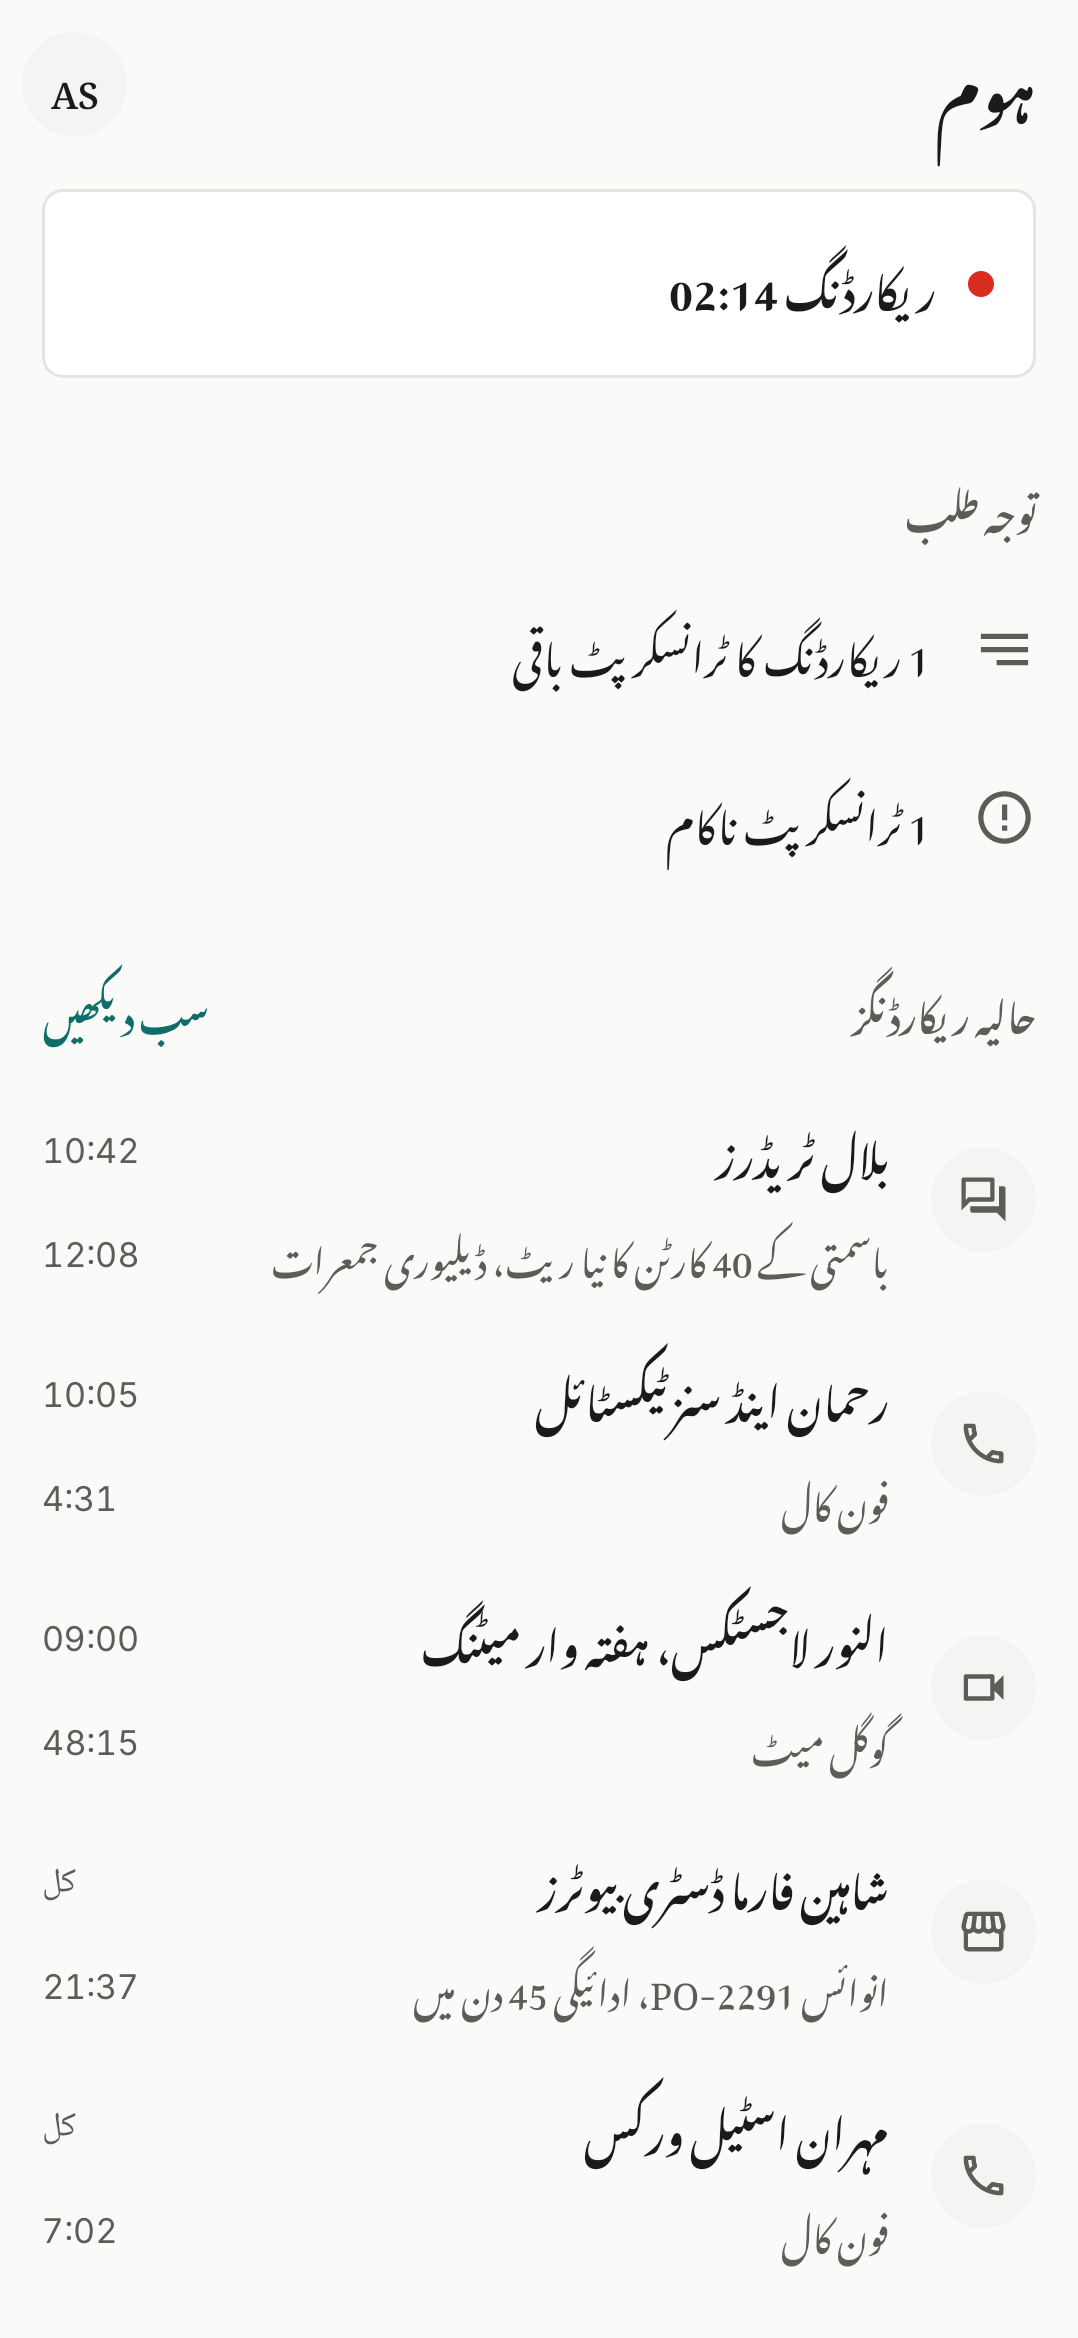 ہوم
AS
ریکارڈنگ 02:14
توجہ طلب
1 ریکارڈنگ کا ٹرانسکرپٹ باقی
1 ٹرانسکرپٹ ناکام
حالیہ ریکارڈنگز
سب دیکھیں
بلال ٹریڈرز
10:42
باسمتی کے 40 کارٹن کا نیا ریٹ، ڈیلیوری جمعرات
12:08
رحمان اینڈ سنز ٹیکسٹائل
10:05
فون کال
4:31
النور لاجسٹکس، ہفتہ وار میٹنگ
09:00
گوگل میٹ
48:15
شاہین فارما ڈسٹری بیوٹرز
کل
انوائس PO-2291، ادائیگی 45 دن میں
21:37
مہران اسٹیل ورکس
کل
فون کال
7:02